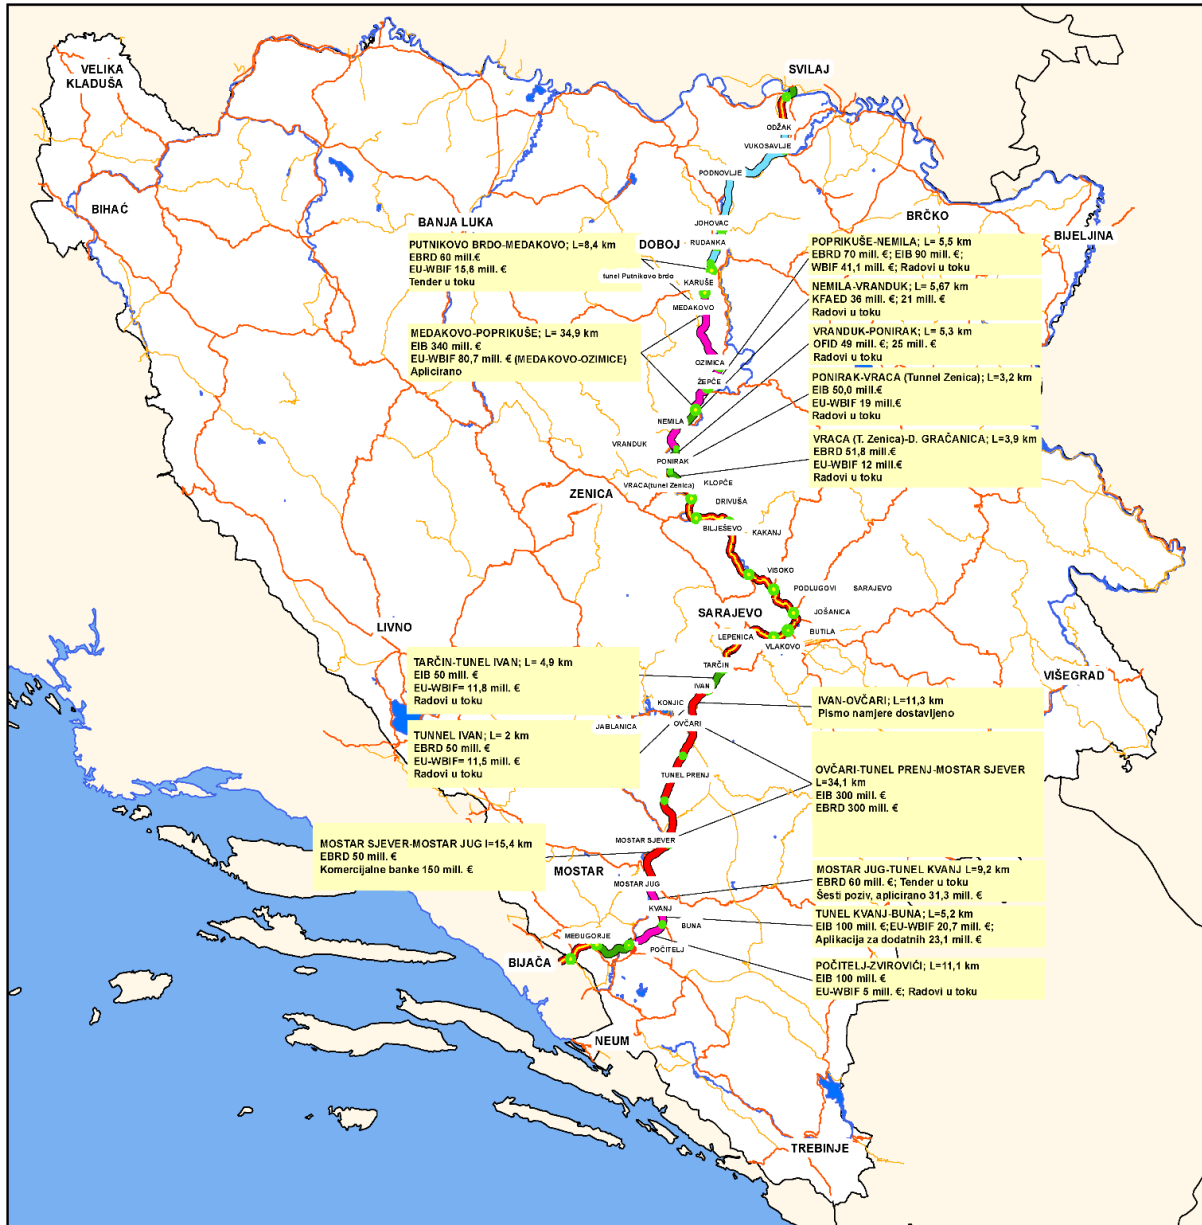 VELIKA
KLADUŠA
SVILAJ
ODŽAK
VUKOSAVLJE
PODNOVLJE
BIHAĆ
BANJA LUKA
BRČKO
BIJELJINA
JOHOVAC
DOBOJ
RUDANKA
PUTNIKOVO BRDO-MEDAKOVO; L=8,4 km
EBRD 60 mill.€
EU-WBIF 15,6 mill. €
Tender u toku
tunel Putnikovo brdo
KARUŠE
MEDAKOVO
POPRIKUŠE-NEMILA; L= 5,5 km
EBRD 70 mill. €; EIB 90 mill. €;
WBIF 41,1 mill. €; Radovi u toku
NEMILA-VRANDUK; L= 5,67 km
KFAED 36 mill. €; 21 mill. €
Radovi u toku
MEDAKOVO-POPRIKUŠE; L= 34,9 km
EIB 340 mill. €
EU-WBIF 80,7 mill. € (MEDAKOVO-OZIMICE)
Aplicirano
VRANDUK-PONIRAK; L= 5,3 km
OFID 49 mill. €; 25 mill. €
Radovi u toku
OZIMICA
ŽEPČE
PONIRAK-VRACA (Tunnel Zenica); L=3,2 km
EIB 50,0 mill.€
EU-WBIF 19 mill. €
Radovi u toku
NEMILA
VRANDUK
PONIRAK
VRACA (T. Zenica)-D. GRAČANICA; L=3,9 km
EBRD 51,8 mill.€
EU-WBIF 12 mill.€
Radovi u toku
VRACA(tunel Zenica)
KLOPČE
ZENICA
DRIVUŠA
BILJEŠEVO
KAKANJ
VISOKO
PODLUGOVI
SARAJEVO
SARAJEVO
JOŠANICA
LIVNO
LEPENICA
BUTILA
VLAKOVO
TARČIN
VIŠEGRAD
TARČIN-TUNEL IVAN; L= 4,9 km
EIB 50 mill. €
EU-WBIF= 11,8 mill. €
Radovi u toku
IVAN
KONJIC
OVČARI
JABLANICA
IVAN-OVČARI; L=11,3 km
Pismo namjere dostavljeno
TUNNEL IVAN; L= 2 km
EBRD 50 mill. €
EU-WBIF= 11,5 mill. €
Radovi u toku
TUNEL PRENJ
OVČARI-TUNEL PRENJ-MOSTAR SJEVER
L=34,1 km
EIB 300 mill. €
EBRD 300 mill. €
MOSTAR SJEVER
MOSTAR SJEVER-MOSTAR JUG l=15,4 km
EBRD 50 mill. €
Komercijalne banke 150 mill. €
MOSTAR
MOSTAR JUG
MOSTAR JUG-TUNEL KVANJ L=9,2 km
EBRD 60 mill. €; Tender u toku
Šesti poziv, aplicirano 31,3 mill. €
KVANJ
BUNA
TUNEL KVANJ-BUNA; L=5,2 km
EIB 100 mill. €;EU-WBIF 20,7 mill. €;
Aplikacija za dodatnih 23,1 mill. €
MEĐUGORJE
POČITELJ
BIJAČA
POČITELJ-ZVIROVIĆI; L=11,1 km
EIB 100 mill. €
EU-WBIF 5 mill. €; Radovi u toku
NEUM
TREBINJE